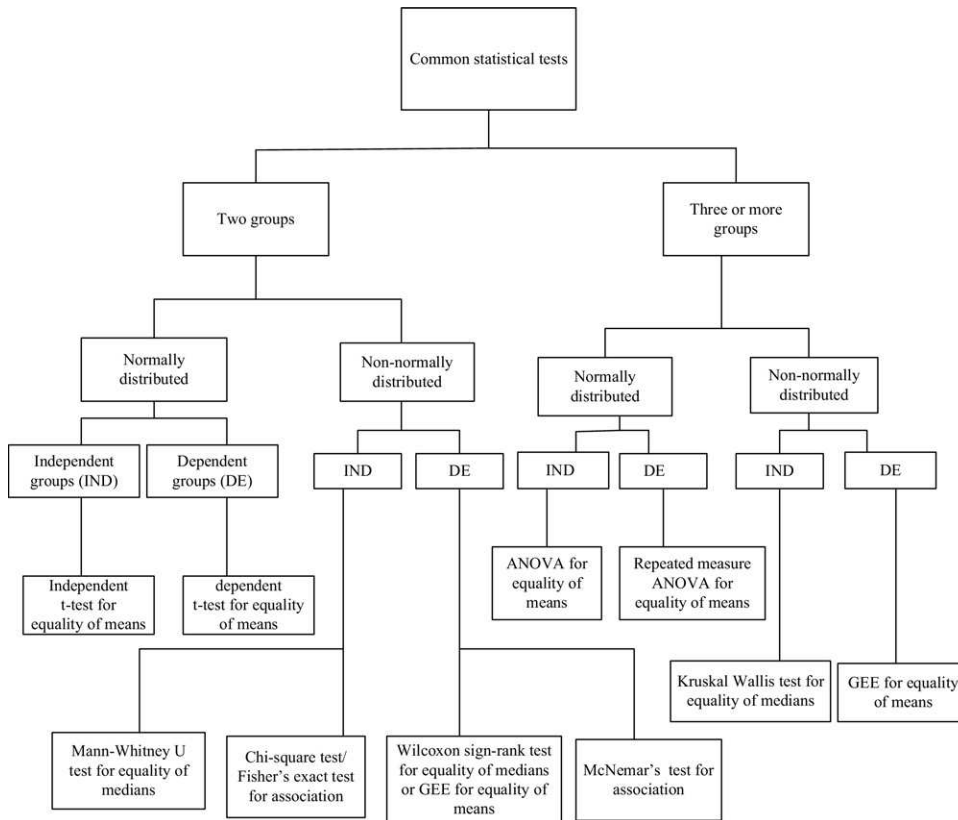 Common statistical tests
Two groups
Three or more
groups
Normally
distributed
Non-normally
distributed
Normally
distributed
Non-normally
distributed
Independent
groups (IND)
Dependent
groups (DE)
IND
DE
IND
DE
IND
DE
Independent
t-test for
equality of means
dependent
t-test for equality
of means
ANOVA for
equality of
means
Repeated measure
ANOVA for
equality of means
Kruskal Wallis test for
equality of medians
GEE for equality
of means
Mann-Whitney U
test for equality of
medians
Chi-square test/
Fisher's exact test
for association
Wilcoxon sign-rank test
for equality of medians
or GEE for equality of
means
McNemar's test for
association